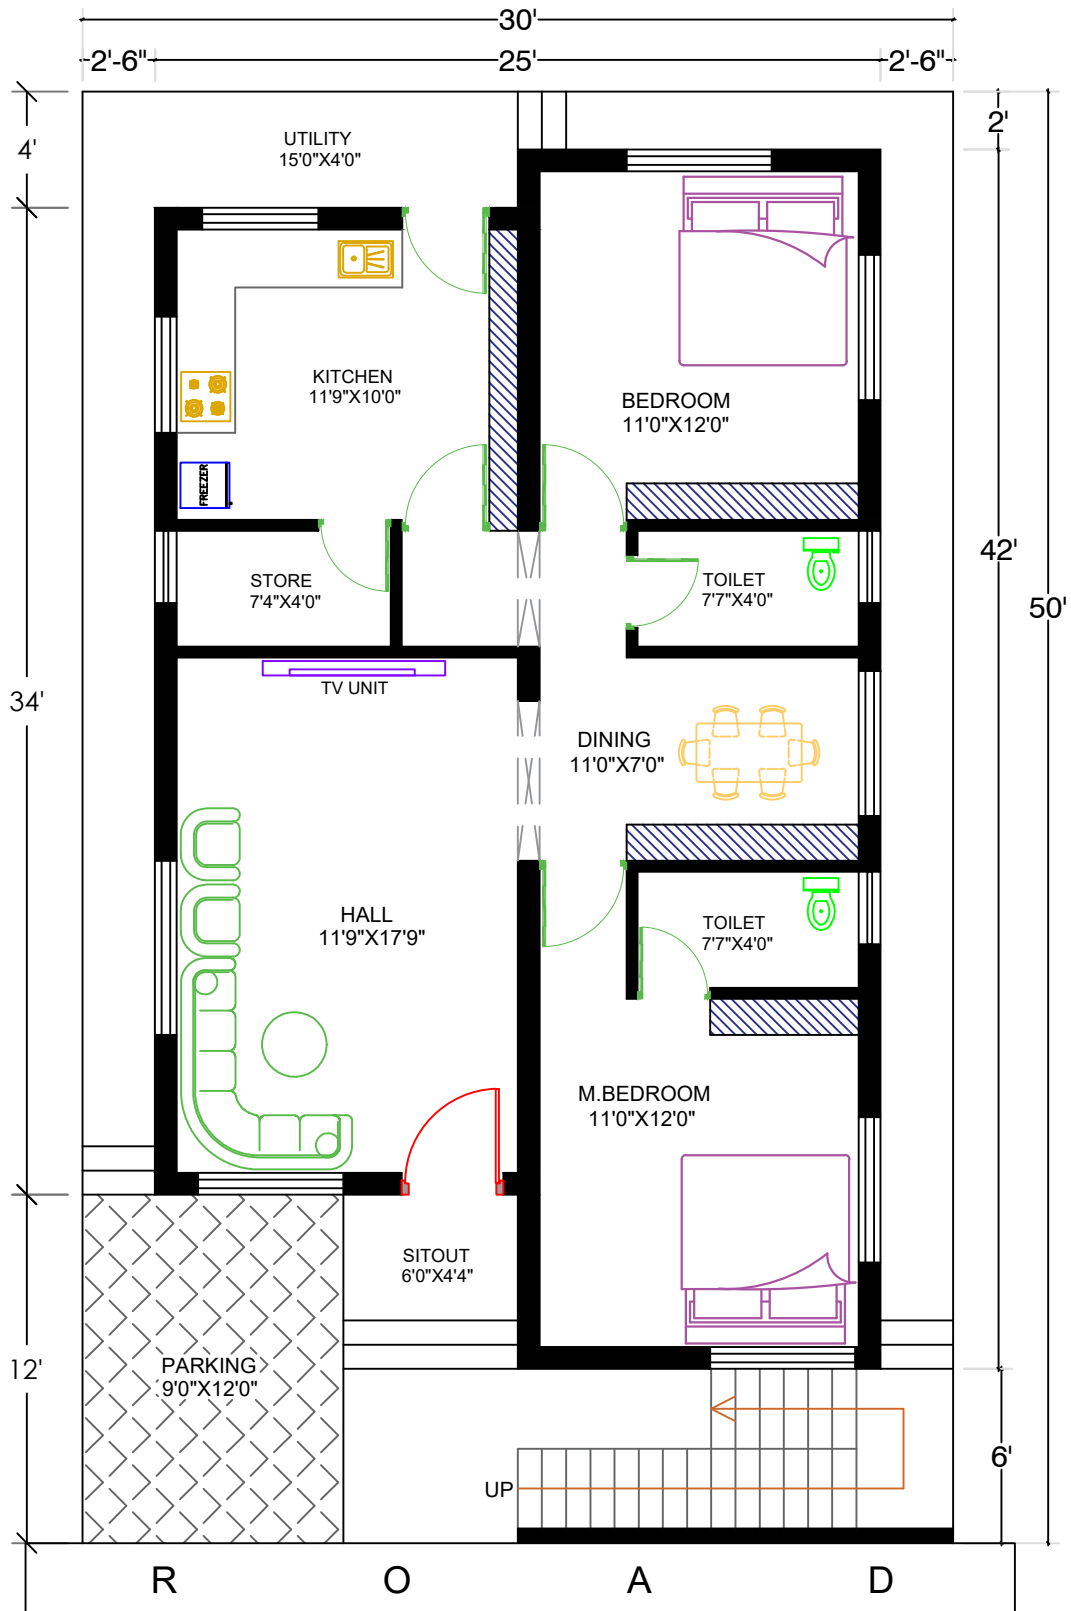 30'
2'-6" 25' 2'-6"
4'
2'
UTILITY
15'0"X4'0"
KITCHEN
11'9"X10'0"
BEDROOM
11'0"X12'0"
FREEZER
STORE
7'4"X4'0"
TOILET
7'7"X4'0"
42'
50'
34'
TV UNIT
DINING
11'0"X7'0"
HALL
11'9"X17'9"
TOILET
7'7"X4'0"
M.BEDROOM
11'0"X12'0"
SITOUT
6'0"X4'4"
12'
PARKING
9'0"X12'0"
6'
UP
R O A D